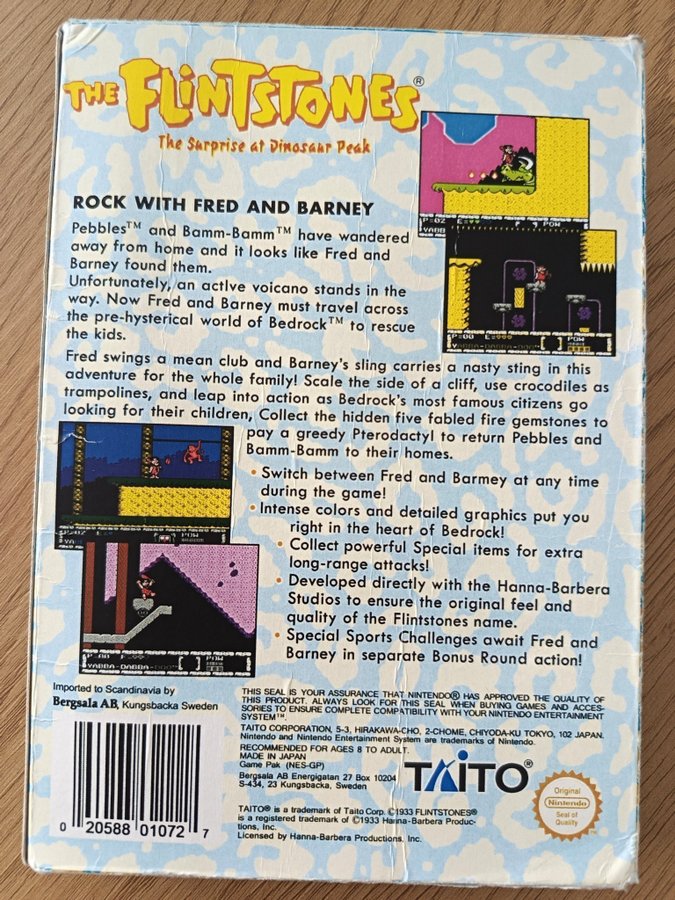 THE FLINTSTONES®
The Surprise at Dinosaur Peak
ROCK WITH FRED AND BARNEY
Pebbles™ and Bamm-Bamm™ have wandered
away from home and it looks like Fred and
Barney found them.
Unfortunately, an actIve voicano stands in the
way. Now Fred and Barney must travel across
the pre-hysterical world of Bedrock™ to rescue
the kids.
P=02 E=
POW
YABB
P=00 E=
POW
YABBA-DABBA-DOO
Fred swings a mean club and Barney's sling carries a nasty sting in this
adventure for the whole family! Scale the side of a cliff, use crocodiles as
trampolines, and leap into action as Bedrock's most famous citizens go
looking for their children, Collect the hidden five fabled fire gemstones to
pay a greedy Pterodactyl to return Pebbles and
Bamm-Bamm to their homes.
• Switch between Fred and Barmey at any time
during the game!
• Intense colors and detailed graphics put you
right in the heart of Bedrock!
• Collect powerful Special items for extra
long-range attacks!
• Developed directly with the Hanna-Barbera
Studios to ensure the original feel and
quality of the Flintstones name.
• Special Sports Challenges await Fred and
Barney in separate Bonus Round action!
POW
YA
POW
YABBA-DABBA-
Imported to Scandinavia by
Bergsala AB, Kungsbacka Sweden
0 20588 01072 7
THIS SEAL IS YOUR ASSURANCE THAT NINTENDO® HAS APPROVED THE QUALITY OF
THIS PRODUCT. ALWAYS LOOK FOR THIS SEAL WHEN BUYING GAMES AND ACCES-
SORIES TO ENSURE COMPLETE COMPATIBILITY WITH YOUR NINTENDO ENTERTAINMENT
SYSTEM™.
TAITO CORPORATION, 5-3, HIRAKAWA-CHO, 2-CHOME, CHIYODA-KU TOKYO, 102 JAPAN.
Nintendo and Nintendo Entertainment System are trademarks of Nintendo.
RECOMMENDED FOR AGES 8 TO ADULT.
MADE IN JAPAN
Game Pak (NES-GP)
Bergsala AB Energigatan 27 Box 10204
S-434, 23 Kungsbacka, Sweden
TAITO®
TAITO® is a trademark of Taito Corp. ©1933 FLINTSTONES®
is a registered trademark of ©1933 Hanna-Barbera Produc-
tions, Inc.
Licensed by Hanna-Barbera Productions, Inc.
Original
Nintendo
Seal of
Quality